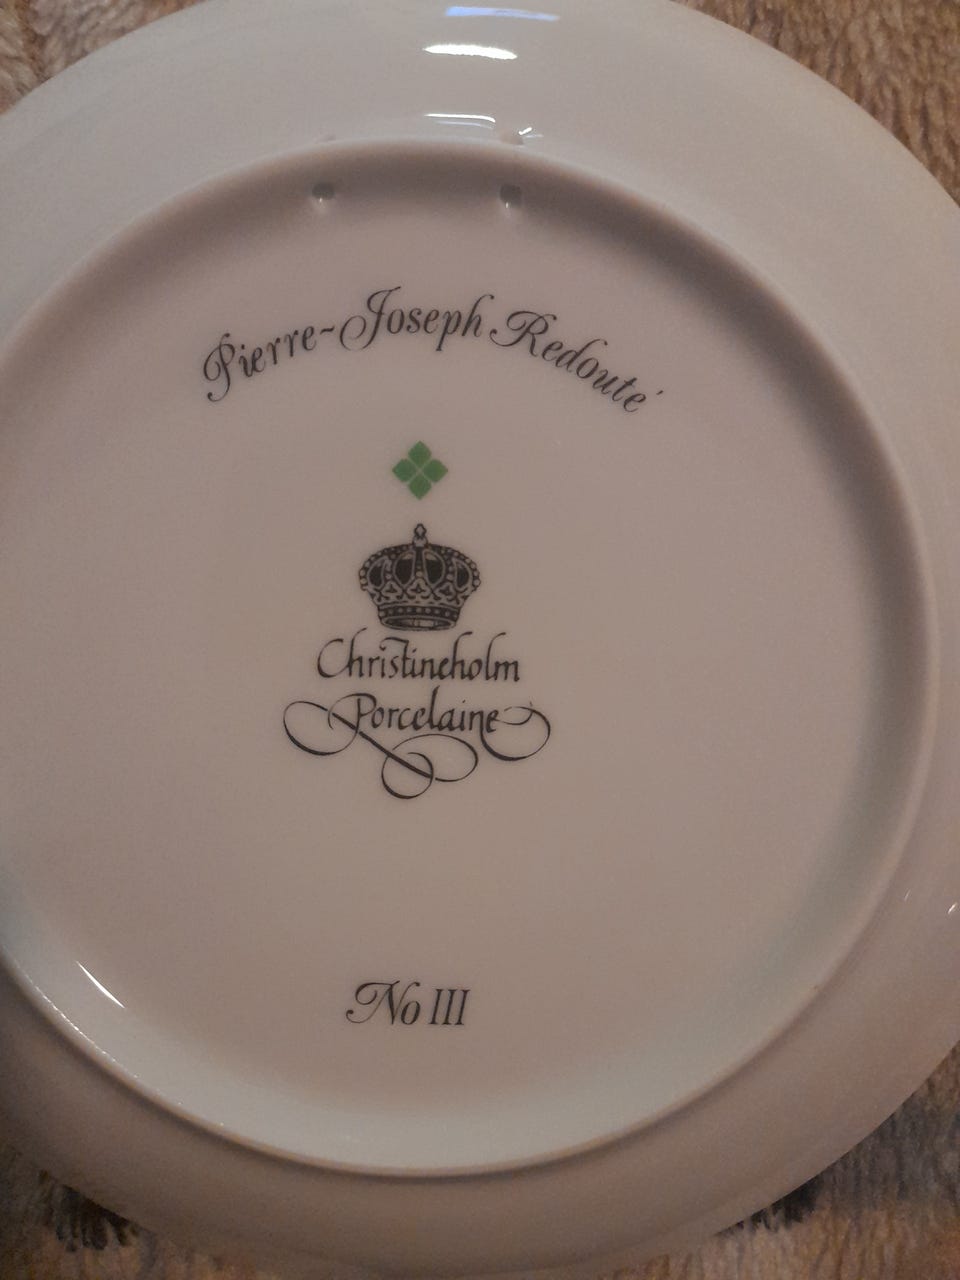 Pierre-Joseph Redouté
Christineholm
Porcelaine
No III